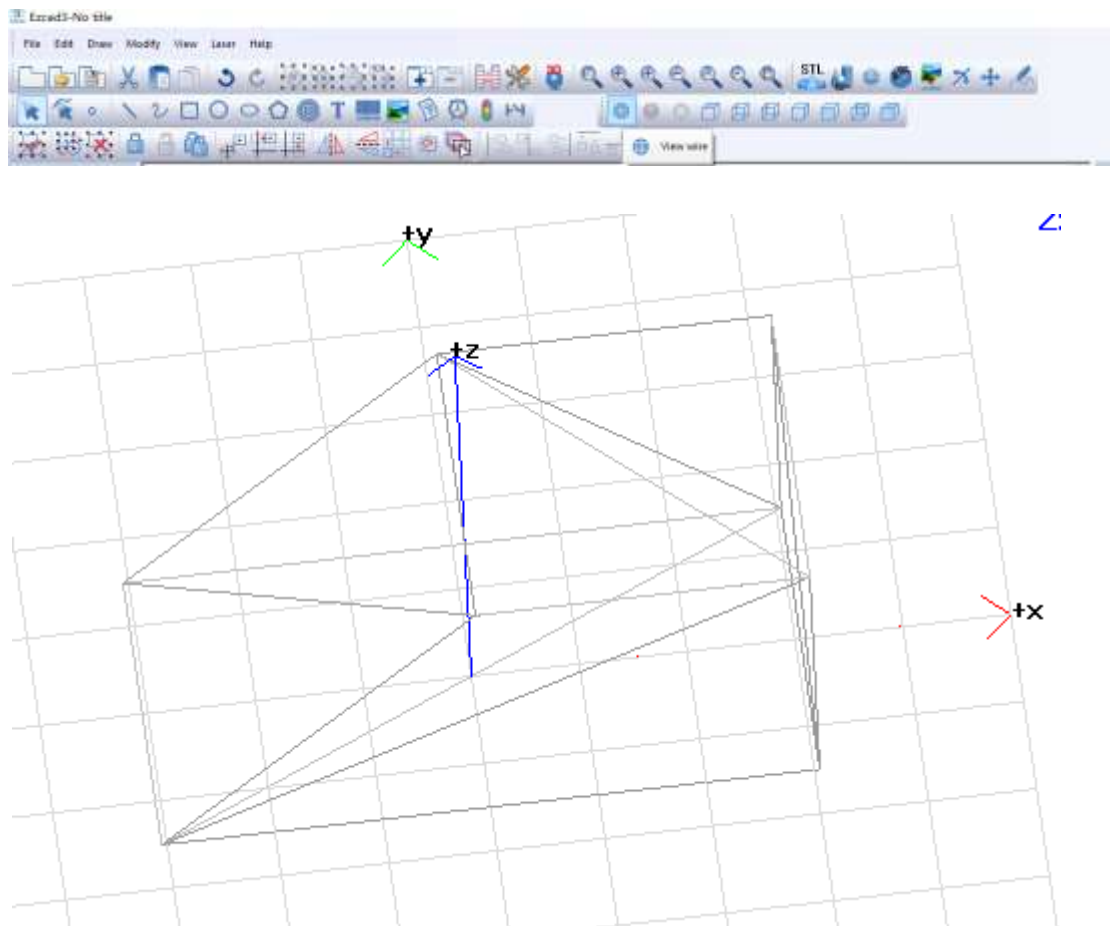 Ezcad3-No title
File Edit Draw Modify View Laser Help
STL
T
View wire
+y
+z
+x